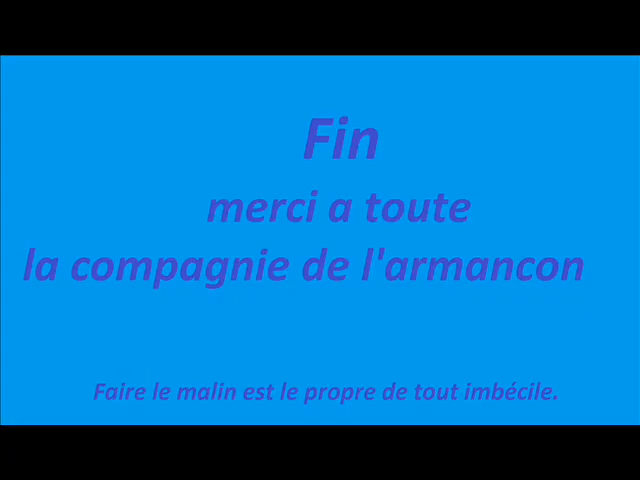 Fin
merci a toute
la compagnie de l'armancon
Faire le malin est le propre de tout imbécile.